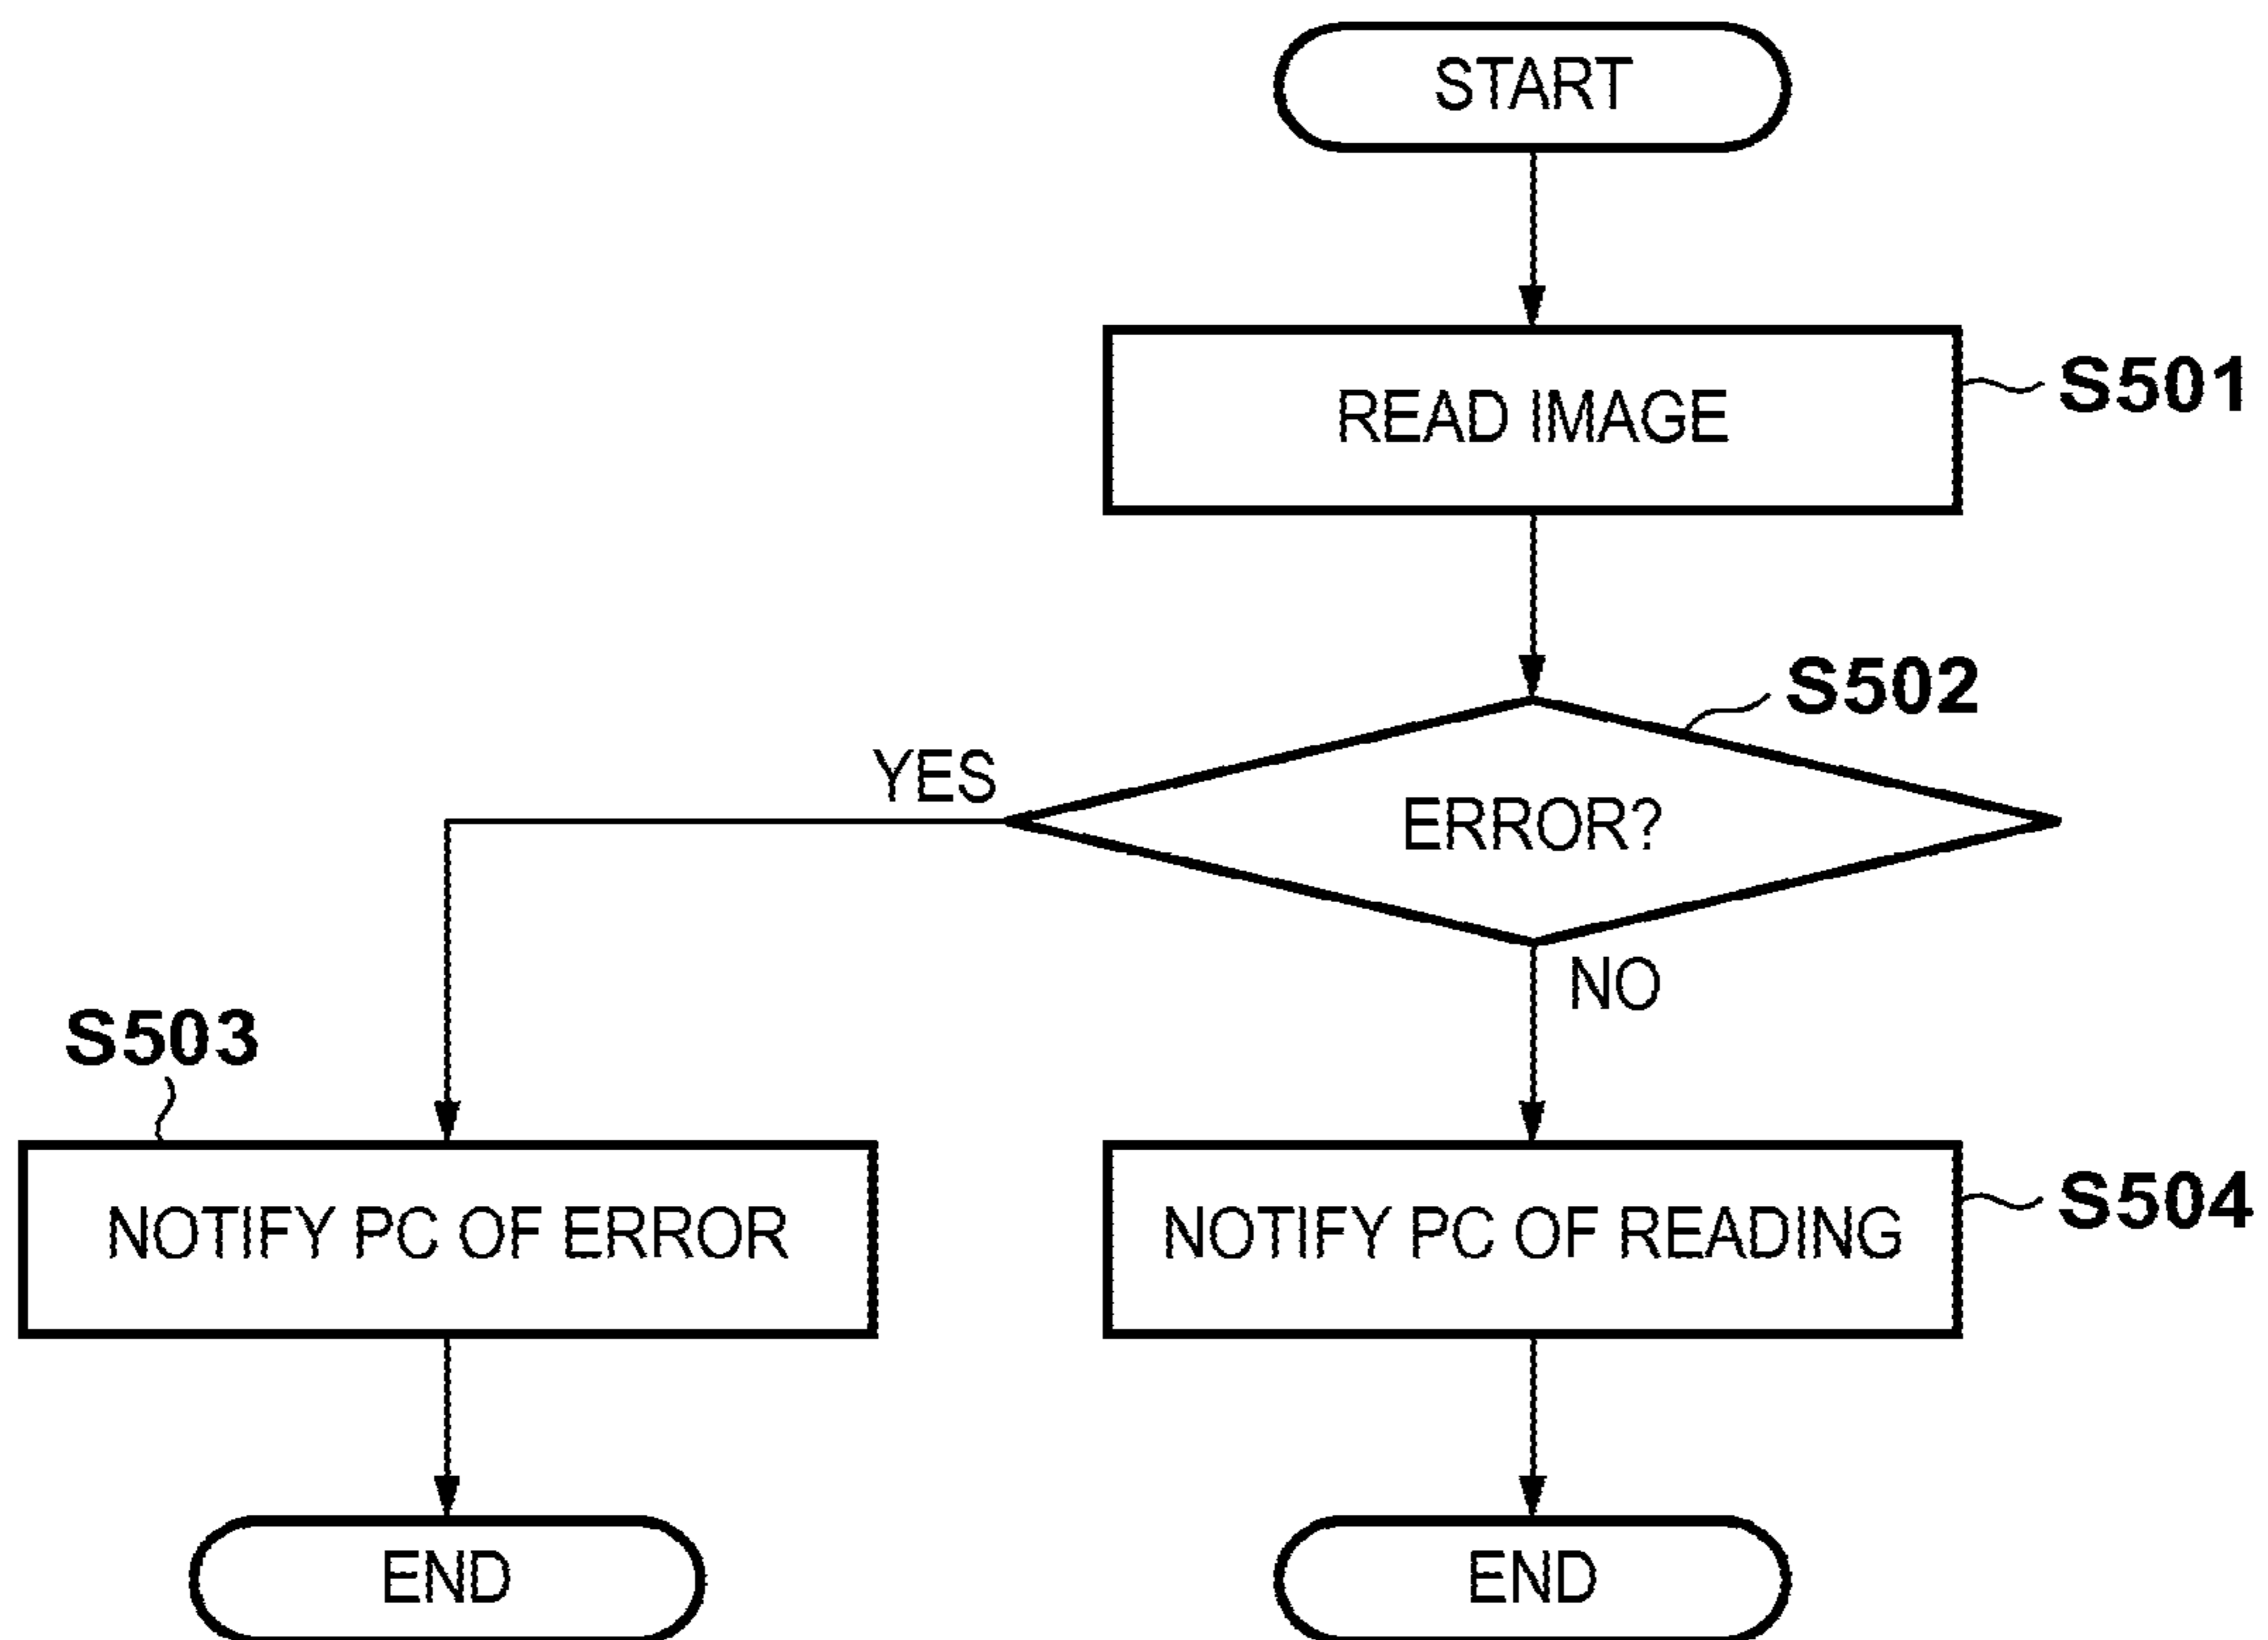 START
READ IMAGE
S501
S502
YES
ERROR?
NO
S503
NOTIFY PC OF ERROR
NOTIFY PC OF READING
S504
END
END